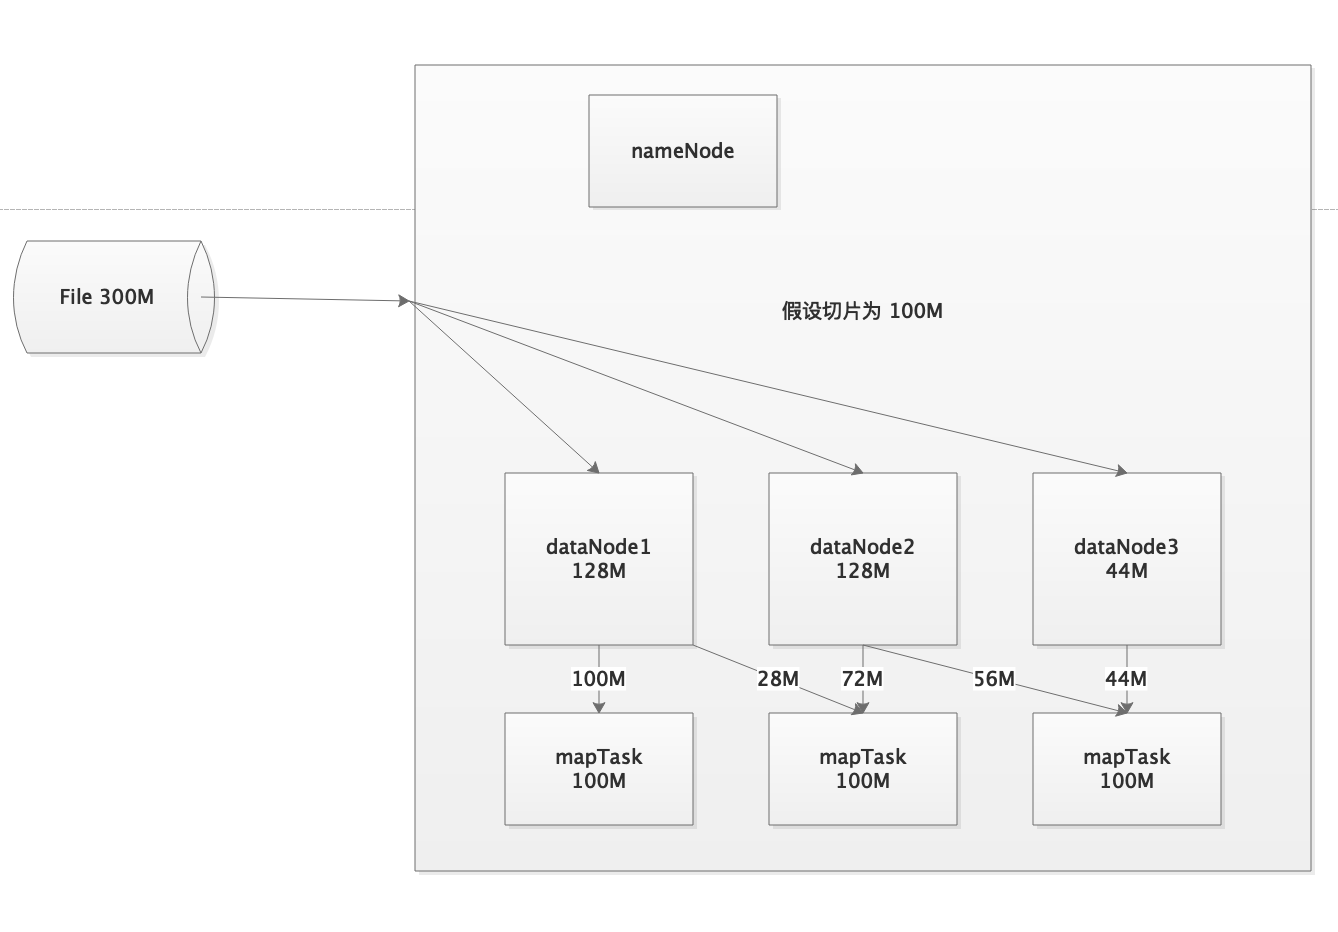 nameNode
File 300M
假设切片为 100M
dataNode1
128M
dataNode2
128M
dataNode3
44M
100M
28M
72M
56M
44M
mapTask
100M
mapTask
100M
mapTask
100M